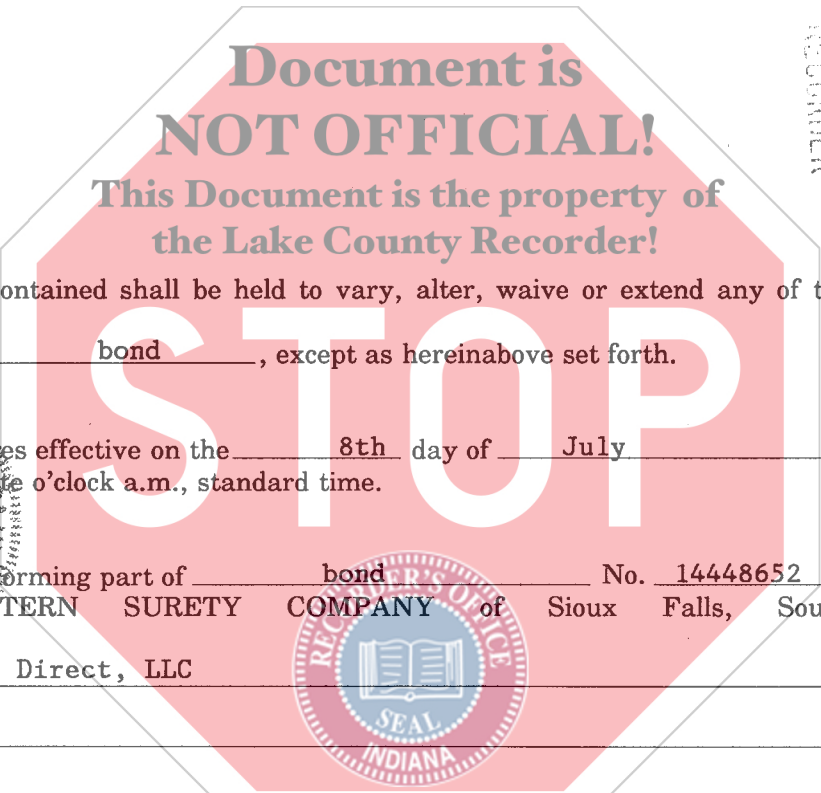 Document is
NOT OFFICIAL!
This Document is the property of
the Lake County Recorder!
RECORDER
ontained shall be held to vary, alter, waive or extend any of t
bond, except as hereinabove set forth.
STOP
es effective on the 8th day of July
te o'clock a.m., standard time.
orming part of bond No. 14448652
TERN SURETY COMPANY of Sioux Falls, Sou
Direct, LLC
RECORDER'S OFFICE
SEAL
INDIANA